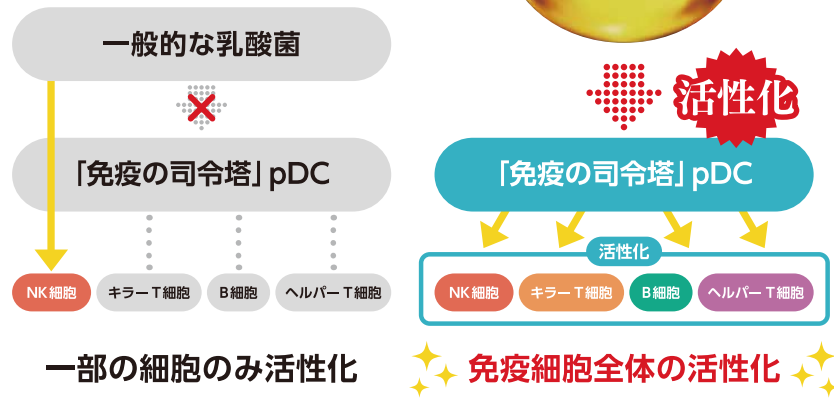 一般的な乳酸菌
「免疫の司令塔」pDC
NK細胞
キラーT細胞
B細胞
ヘルパーT細胞
一部の細胞のみ活性化
活性化
「免疫の司令塔」pDC
活性化
NK細胞
キラーT細胞
B細胞
ヘルパーT細胞
免疫細胞全体の活性化